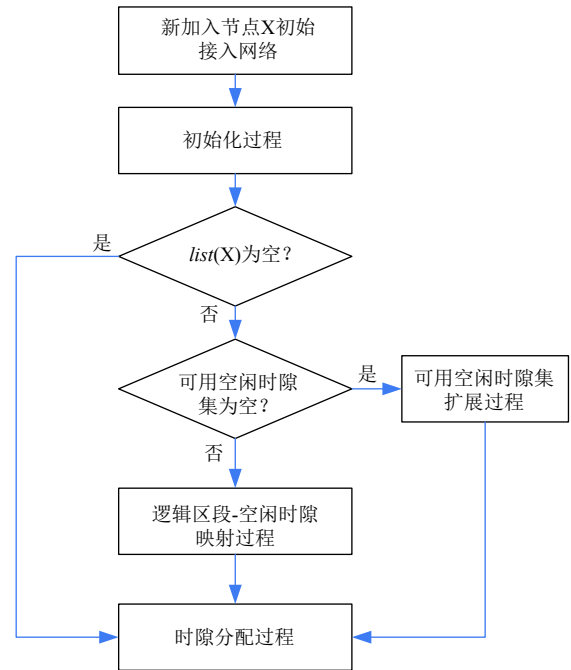 新加入节点X初始
接入网络
初始化过程
是
list(X)为空?
否
可用空闲时隙
集为空?
是
可用空闲时隙集
扩展过程
否
逻辑区段-空闲时隙
映射过程
时隙分配过程